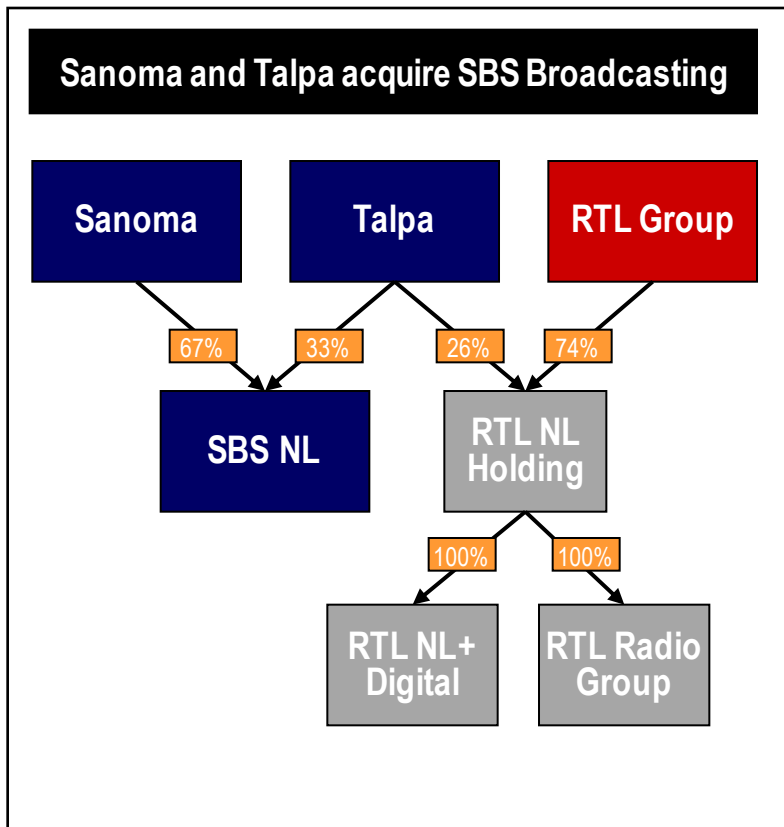 Sanoma and Talpa acquire SBS Broadcasting
Sanoma
Talpa
RTL Group
67%
33%
26%
74%
SBS NL
RTL NL
Holding
100%
100%
RTL NL+
Digital
RTL Radio
Group